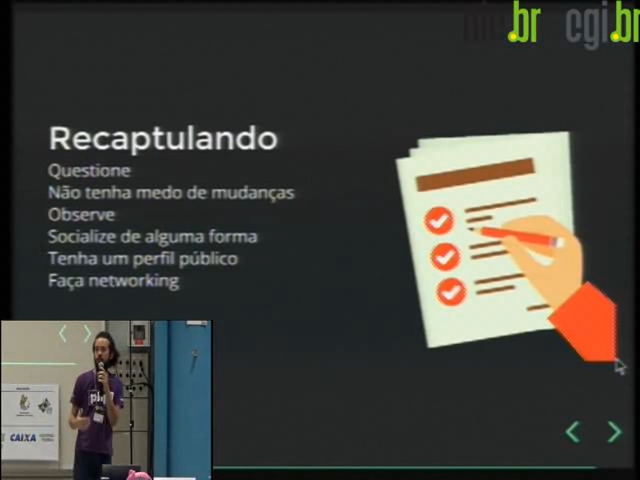 .br cgi.br
Recaptulando
Questione
Não tenha medo de mudanças
Observe
Socialize de alguma forma
Tenha um perfil público
Faça networking
CAIXA